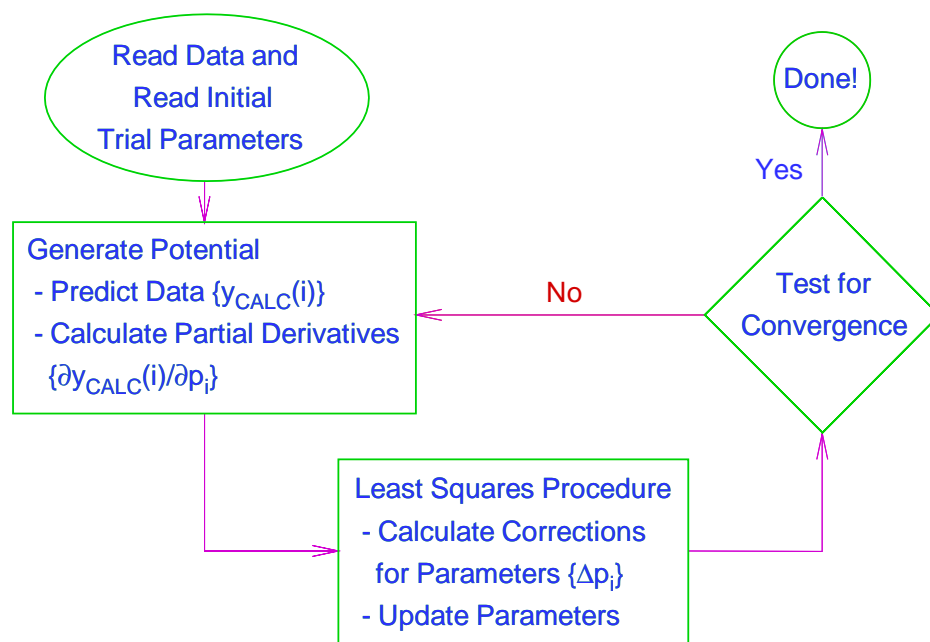 Read Data and
Read Initial
Trial Parameters
Done!
Yes
Generate Potential
- Predict Data {yCALC(i)}
- Calculate Partial Derivatives
{∂yCALC(i)/∂pi}
No
Test for
Convergence
Least Squares Procedure
- Calculate Corrections
for Parameters {Δpi}
- Update Parameters